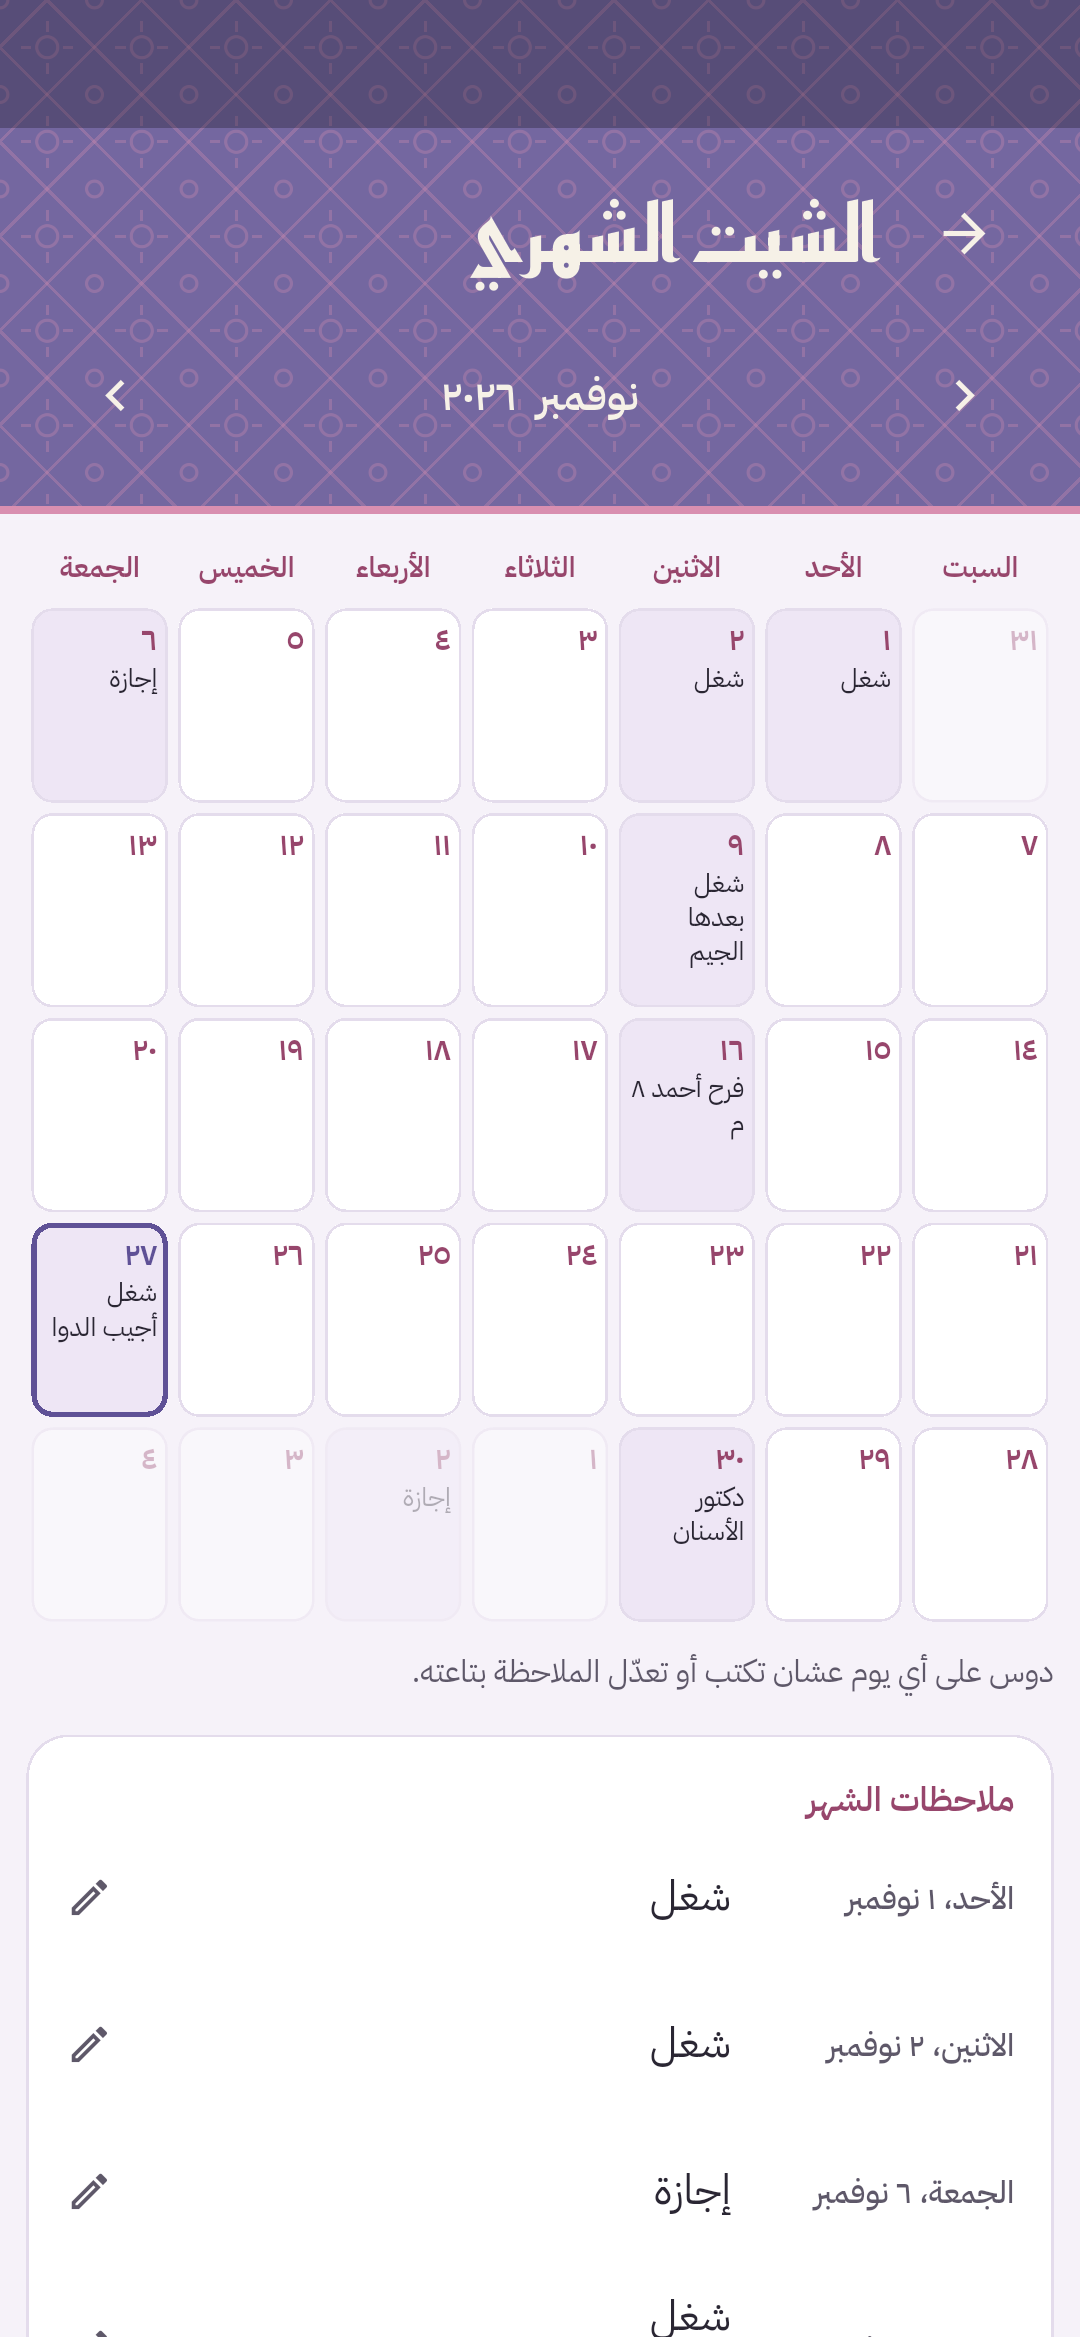 الشيت الشهري
نوفمبر ٢٠٢٦
السبت الأحد الاثنين الثلاثاء الأربعاء الخميس الجمعة
٣١ ١ ٢ ٣ ٤ ٥ ٦
شغل شغل إجازة
٧ ٨ ٩ ١٠ ١١ ١٢ ١٣
شغل
بعدها
الجيم
١٤ ١٥ ١٦ ١٧ ١٨ ١٩ ٢٠
فرح أحمد ٨
م
٢١ ٢٢ ٢٣ ٢٤ ٢٥ ٢٦ ٢٧
شغل
أجيب الدوا
٢٨ ٢٩ ٣٠ ١ ٢ ٣ ٤
دكتور إجازة
الأسنان
دوس على أي يوم عشان تكتب أو تعدّل الملاحظة بتاعته.
ملاحظات الشهر
الأحد، ١ نوفمبر شغل
الاثنين، ٢ نوفمبر شغل
الجمعة، ٦ نوفمبر إجازة
شغل